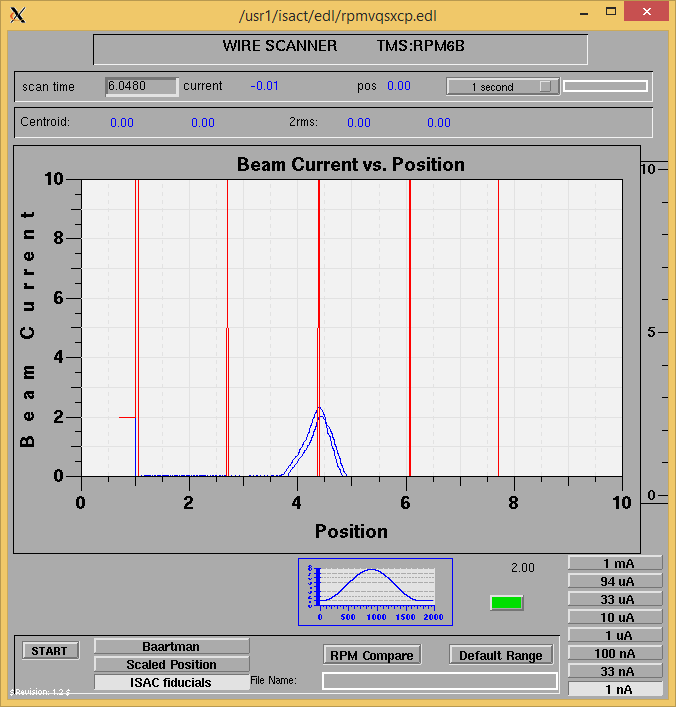 /usr1/isact/edl/rpmvqsxcp.edl
WIRE SCANNER TMS:RPM6B
scan time 6.0480 current -0.01 pos 0.00 1 second
Centroid: 0.00 0.00 2rms: 0.00 0.00
Beam Current vs. Position
10
8
6
4
2
0
Beam Current
0 2 4 6 8 10
Position
10
5
0
8
0 500 1000 1500 2000
2.00
1 mA
94 uA
33 uA
10 uA
1 uA
100 nA
33 nA
1 nA
START
Baartman
Scaled Position
ISAC fiducials
RPM Compare
Default Range
File Name:
$Revision: 1.2 $